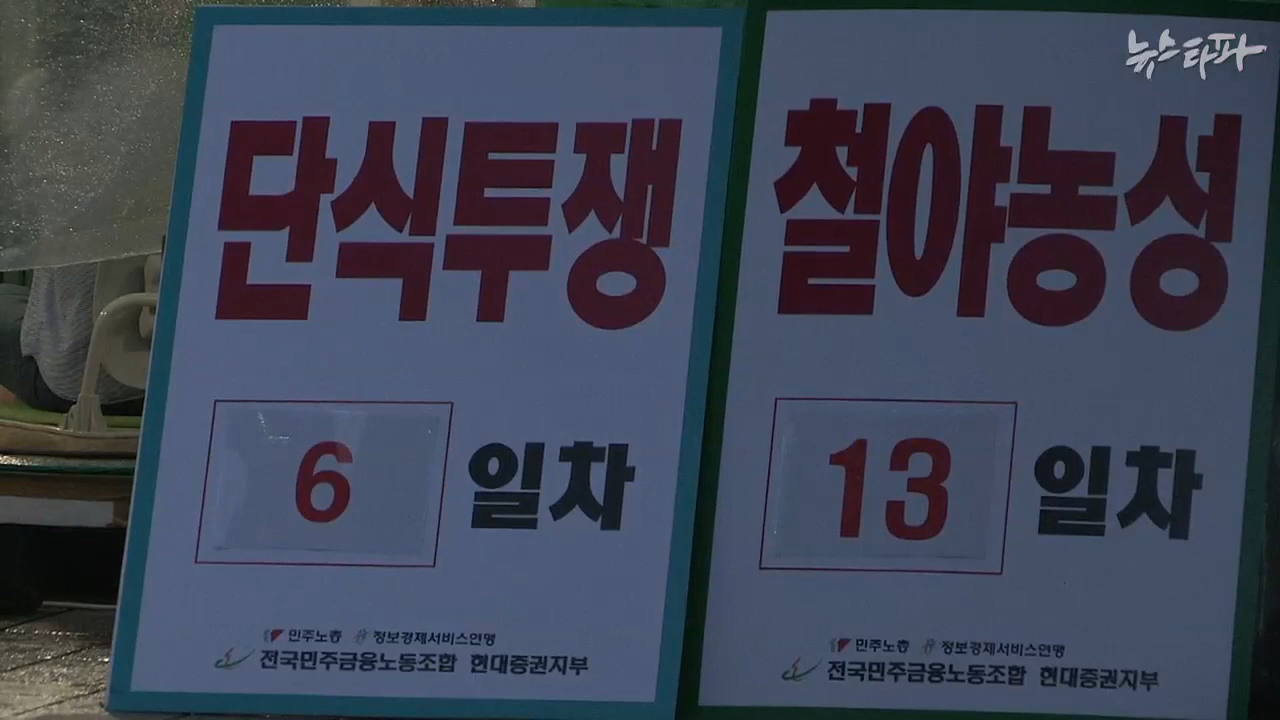 뉴스타파
단식투쟁
6 일차
민주노총 정보경제서비스연맹
전국민주금융노동조합 현대증권지부
철야농성
13 일차
민주노총 정보경제서비스연맹
전국민주금융노동조합 현대증권지부